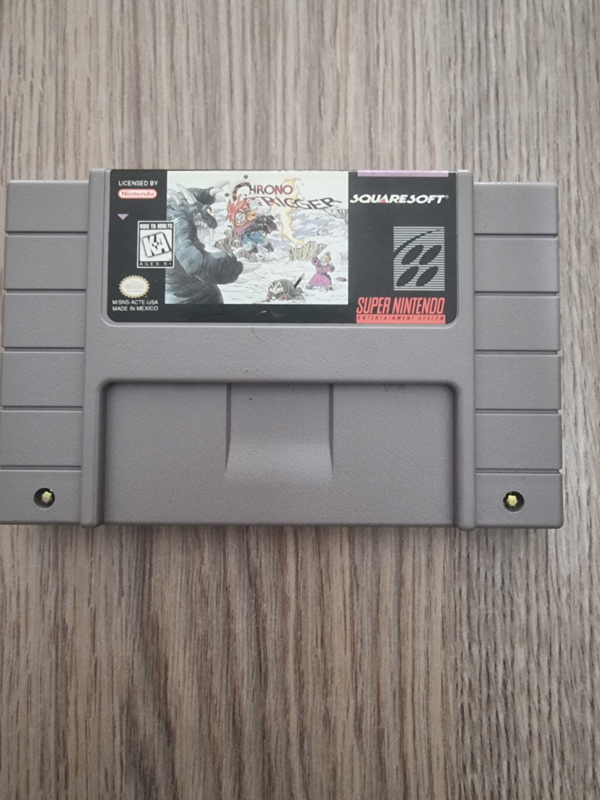 LICENSED BY
Nintendo
KIDS TO ADULTS
K-A
AGES 6+
M/SNS-ACTE-USA
MADE IN MEXICO
CHRONO
TRIGGER
SQUARESOFT®
SUPER NINTENDO
ENTERTAINMENT SYSTEM